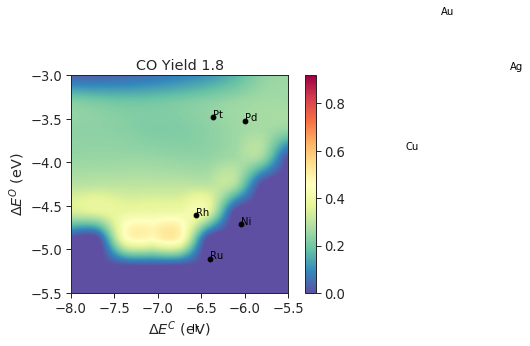 Au
Ag
CO Yield 1.8
Pt
Pd
Cu
Rh
Ni
Ru
ΔE^O (eV)
−3.0
−3.5
−4.0
−4.5
−5.0
−5.5
−8.0 −7.5 −7.0 −6.5 −6.0 −5.5
ΔE^C (eV)
Ir
0.8
0.6
0.4
0.2
0.0